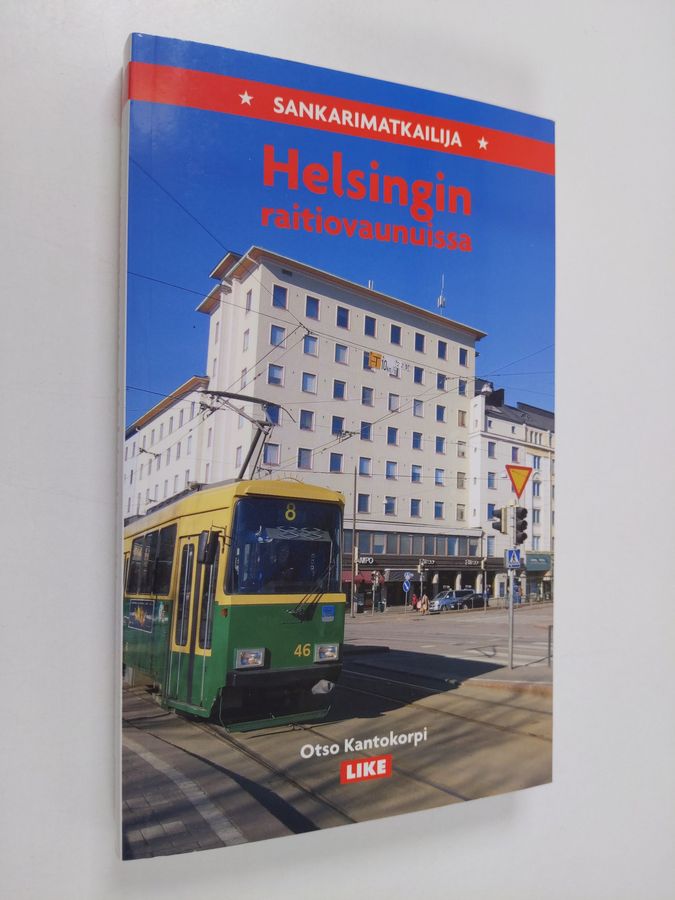 ★ SANKARIMATKAILIJA ★
Helsingin
raitiovaunuissa
8
46
Otso Kantokorpi
LIKE